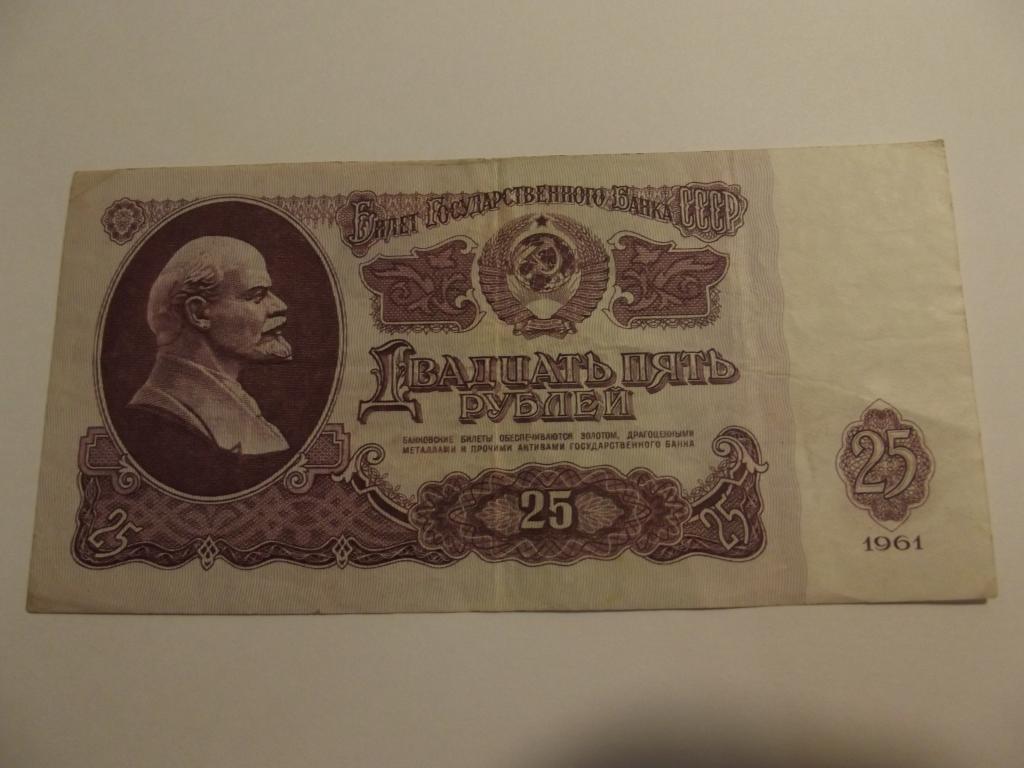 Билет Государственного Банка СССР
Двадцать пять
рублей
БАНКОВСКИЕ БИЛЕТЫ ОБЕСПЕЧИВАЮТСЯ ЗОЛОТОМ, ДРАГОЦЕННЫМИ
МЕТАЛЛАМИ И ПРОЧИМИ АКТИВАМИ ГОСУДАРСТВЕННОГО БАНКА
25
25
25
25
1961